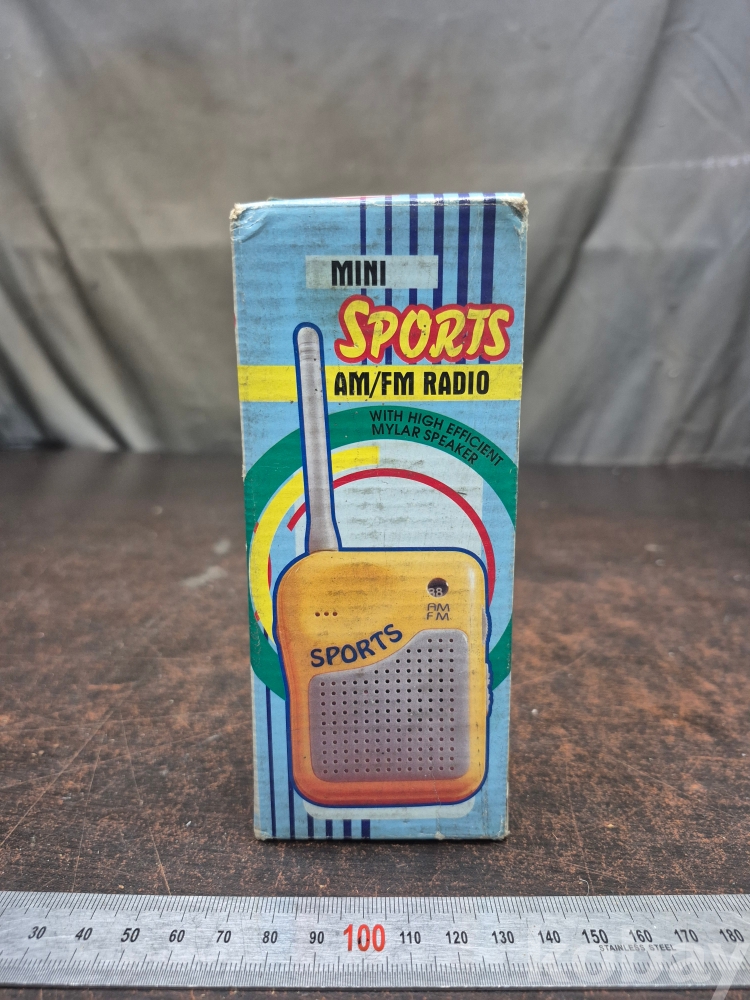 MINI
SPORTS
AM/FM RADIO
WITH HIGH EFFICIENT
MYLAR SPEAKER
88
AM
FM
SPORTS
30 40 50 60 70 80 90 100 110 120 130 140 150 160 170 180
STAINLESS STEEL